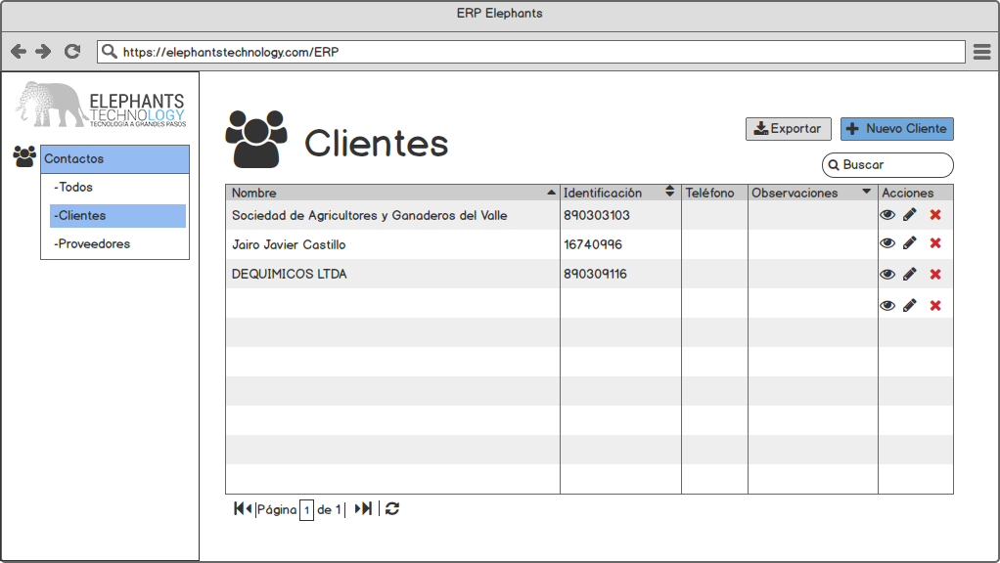 ERP Elephants
https://elephantstechnology.com/ERP
ELEPHANTS
TECHNOLOGY
TECNOLOGÍA A GRANDES PASOS
Contactos
-Todos
-Clientes
-Proveedores
Clientes
Exportar
Nuevo Cliente
Buscar
Nombre Identificación Teléfono Observaciones Acciones
Sociedad de Agricultores y Ganaderos del Valle 890303103
Jairo Javier Castillo 16740996
DEQUIMICOS LTDA 890309116
Página 1 de 1